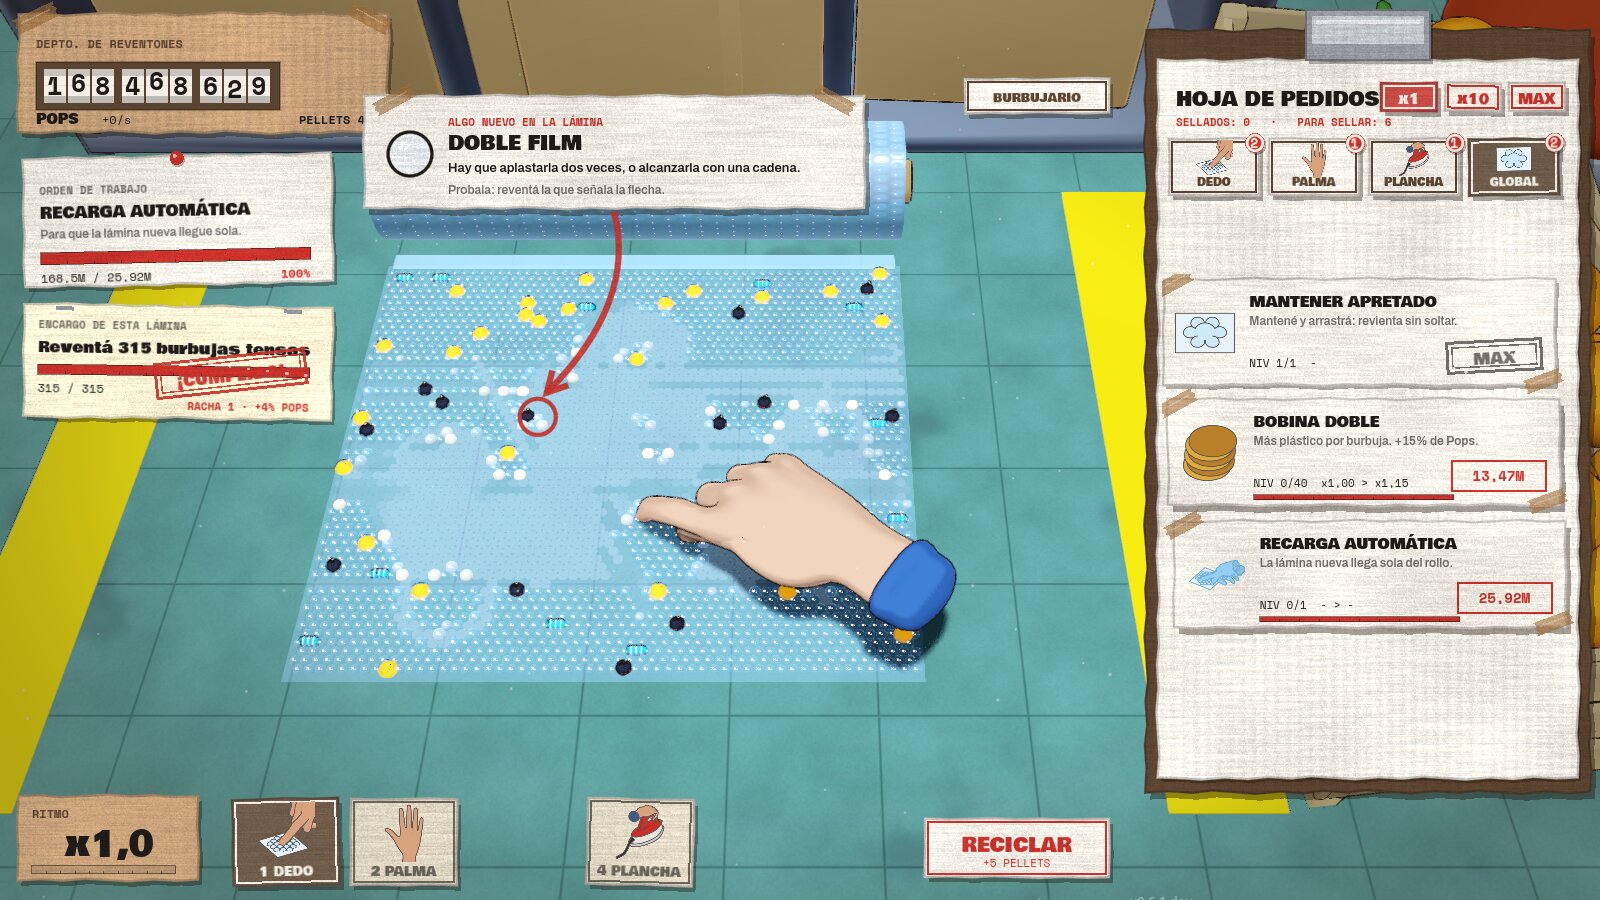 DEPTO. DE REVENTONES
168 468 629
POPS +0/s PELLETS 4
ORDEN DE TRABAJO
RECARGA AUTOMÁTICA
Para que la lámina nueva llegue sola.
168.5M / 25.92M 100%
ENCARGO DE ESTA LÁMINA
Reventá 315 burbujas tensas
315 / 315
RACHA 1 · +4% POPS
ALGO NUEVO EN LA LÁMINA
DOBLE FILM
Hay que aplastarla dos veces, o alcanzarla con una cadena.
Probala: reventá la que señala la flecha.
BURBUJARIO
HOJA DE PEDIDOS x1 x10 MAX
SELLADOS: 0 · PARA SELLAR: 6
2 1 1 2
DEDO PALMA PLANCHA GLOBAL
MANTENER APRETADO
Mantené y arrastrá: revienta sin soltar.
NIV 1/1 -
MAX
BOBINA DOBLE
Más plástico por burbuja. +15% de Pops.
NIV 0/40 x1,00 > x1,15
13,47M
RECARGA AUTOMÁTICA
La lámina nueva llega sola del rollo.
NIV 0/1 - > -
25,92M
RITMO
x1,0
1 DEDO
2 PALMA
4 PLANCHA
RECICLAR
+5 PELLETS